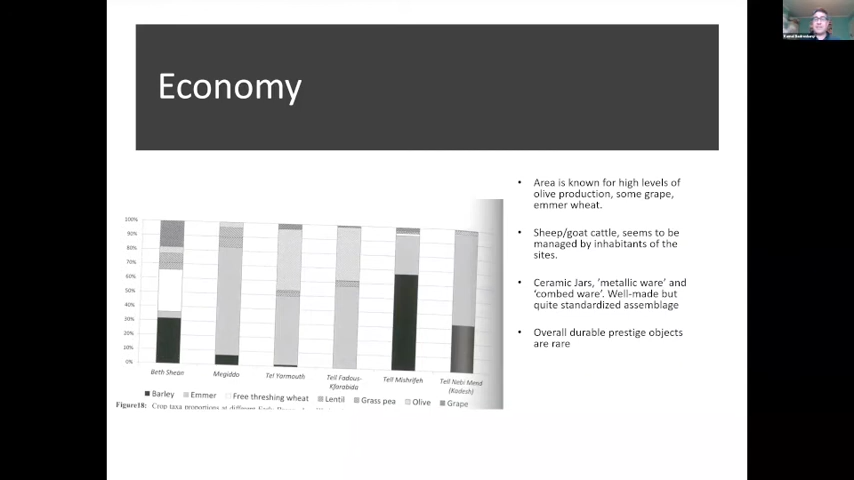 Economy
• Area is known for high levels of
olive production, some grape,
emmer wheat.
• Sheep/goat cattle, seems to be
managed by inhabitants of the
sites.
• Ceramic Jars, 'metallic ware' and
'combed ware'. Well-made but
quite standardized assemblage
• Overall durable prestige objects
are rare
100%
90%
80%
70%
60%
50%
40%
30%
20%
10%
0%
Beth Shean
Megiddo
Tel Yarmouth
Tell Fadous-
Kfarabida
Tell Mishrifeh
Tell Nebi Mend
(Kadesh)
Barley Emmer Free threshing wheat Lentil Grass pea Olive Grape
Figure18: Crop taxa proportions at different Early